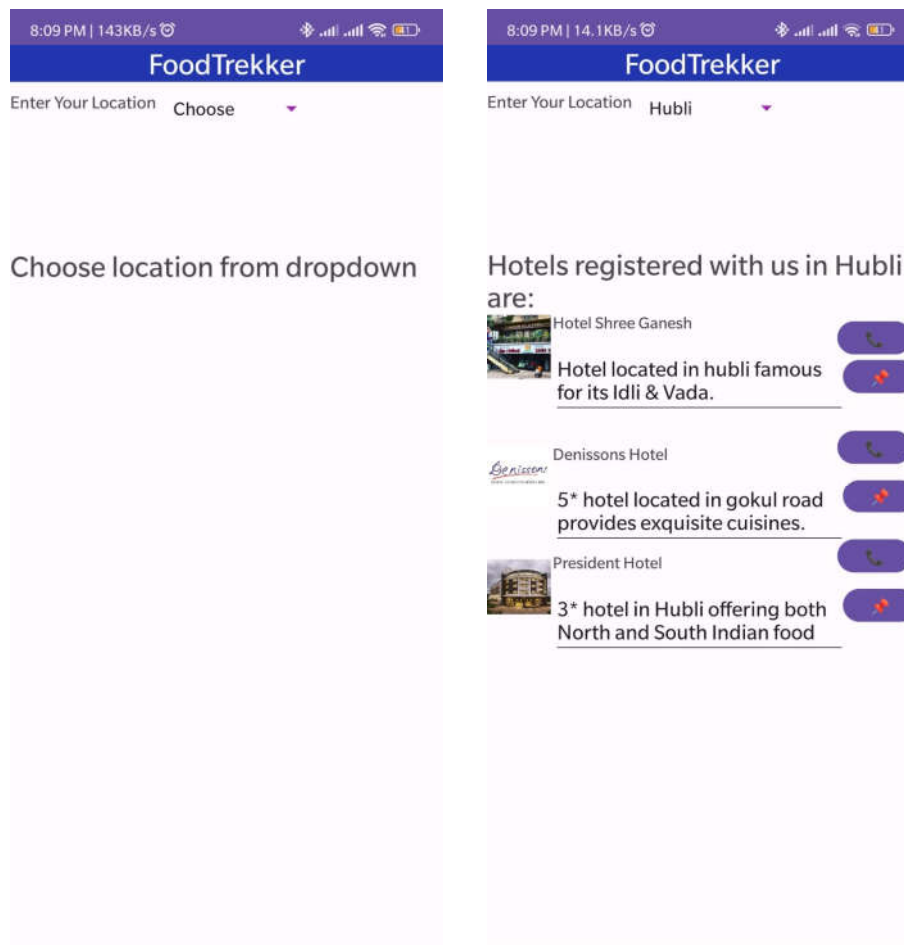 8:09 PM | 143KB/s
FoodTrekker
Enter Your Location Choose
Choose location from dropdown
8:09 PM | 14.1KB/s
FoodTrekker
Enter Your Location Hubli
Hotels registered with us in Hubli
are:
Hotel Shree Ganesh
Hotel located in hubli famous
for its Idli & Vada.
Denissons
Denissons Hotel
5* hotel located in gokul road
provides exquisite cuisines.
President Hotel
3* hotel in Hubli offering both
North and South Indian food